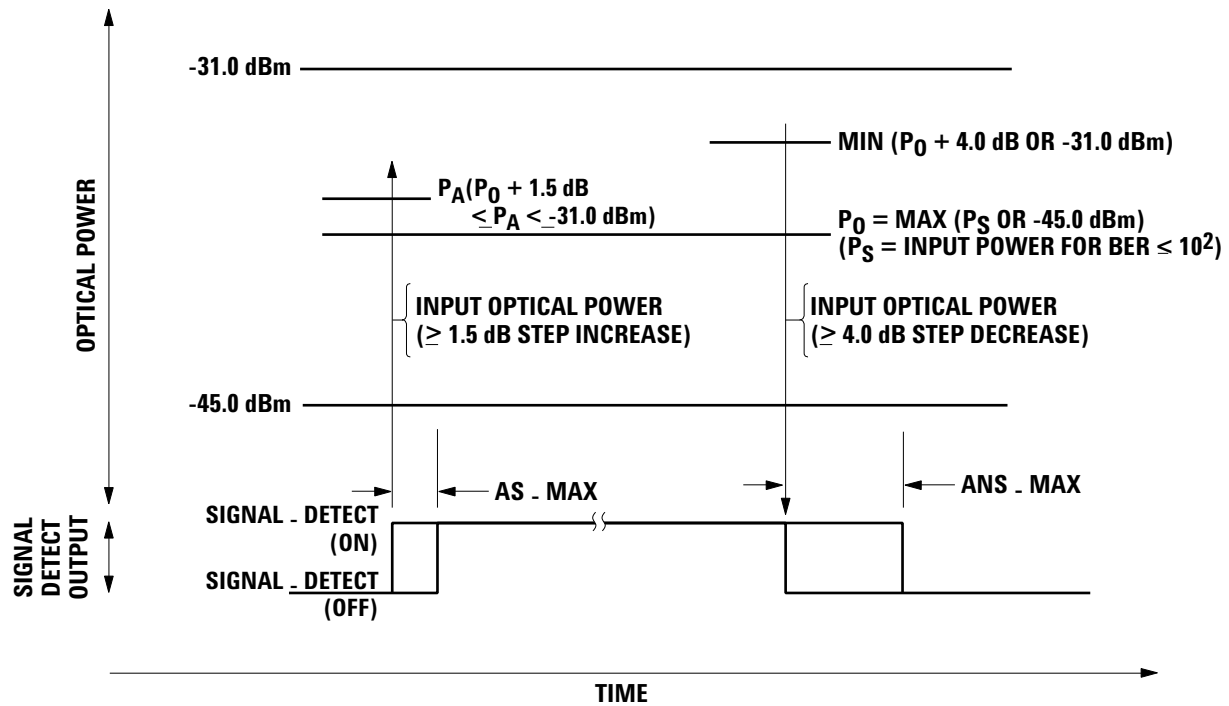 -31.0 dBm
MIN (P0 + 4.0 dB OR -31.0 dBm)
PA(P0 + 1.5 dB
≤ PA ≤ -31.0 dBm)
P0 = MAX (PS OR -45.0 dBm)
(PS = INPUT POWER FOR BER ≤ 10²)
INPUT OPTICAL POWER
(≥ 1.5 dB STEP INCREASE)
INPUT OPTICAL POWER
(≥ 4.0 dB STEP DECREASE)
OPTICAL POWER
-45.0 dBm
AS - MAX
ANS - MAX
SIGNAL - DETECT
(ON)
SIGNAL - DETECT
(OFF)
SIGNAL
DETECT
OUTPUT
TIME